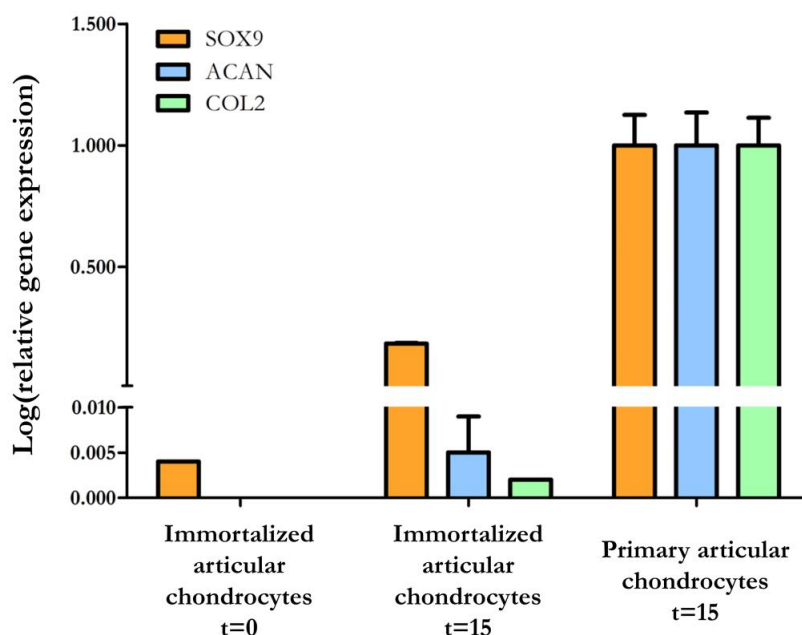 1.500
1.000
0.500
0.010
0.005
0.000
Log(relative gene expression)
SOX9
ACAN
COL2
Immortalized
articular
chondrocytes
t=0
Immortalized
articular
chondrocytes
t=15
Primary articular
chondrocytes
t=15